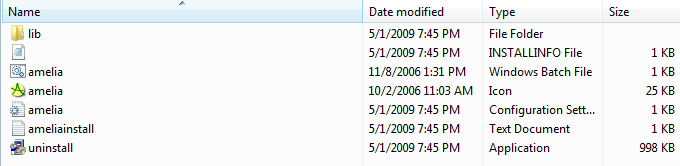 Name Date modified Type Size
lib 5/1/2009 7:45 PM File Folder
5/1/2009 7:45 PM INSTALLINFO File 1 KB
amelia 11/8/2006 1:31 PM Windows Batch File 1 KB
amelia 10/2/2006 11:03 AM Icon 25 KB
amelia 5/1/2009 7:45 PM Configuration Sett... 1 KB
ameliainstall 5/1/2009 7:45 PM Text Document 1 KB
uninstall 5/1/2009 7:45 PM Application 998 KB